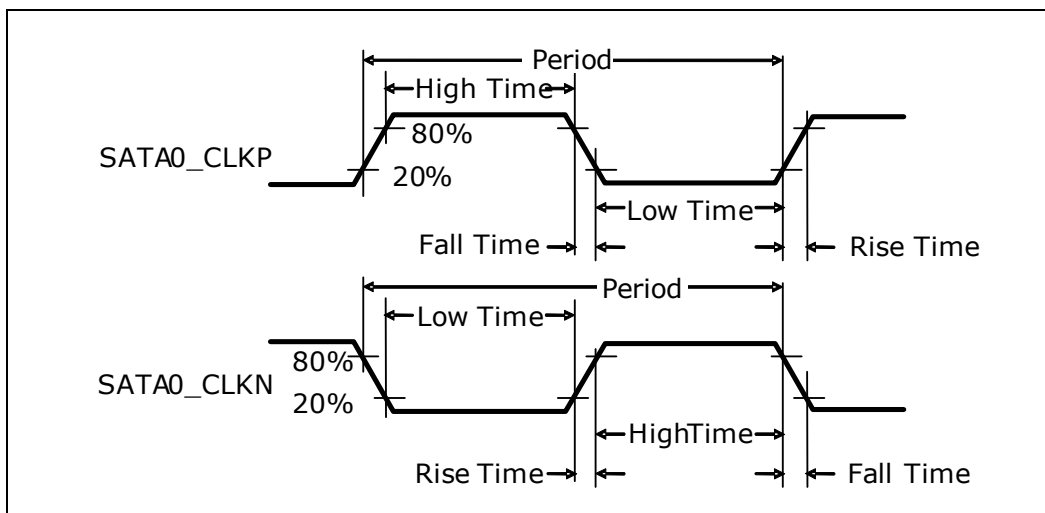 Period
High Time
80%
SATA0_CLKP
20%
Low Time
Fall Time
Rise Time
Period
Low Time
80%
SATA0_CLKN
20%
HighTime
Rise Time
Fall Time